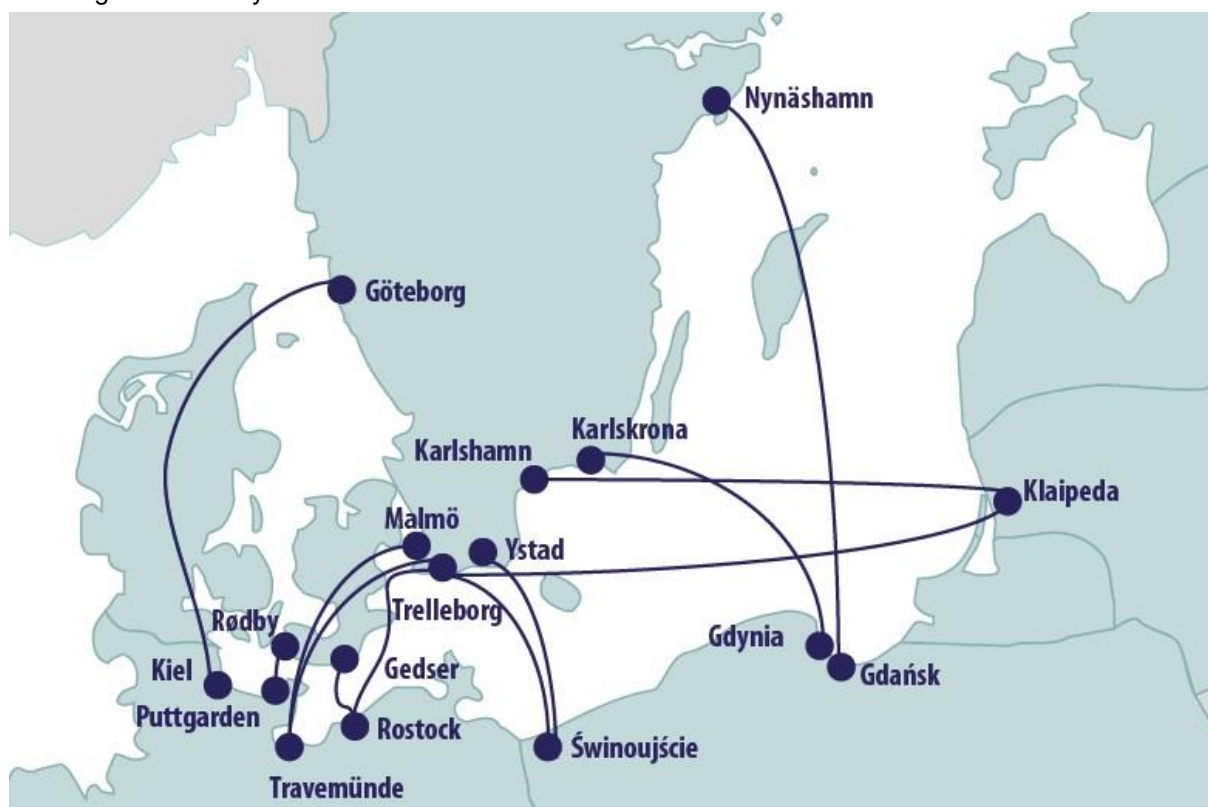 Nynäshamn
Göteborg
Karlskrona
Karlshamn
Klaipeda
Malmö
Ystad
Trelleborg
Rødby
Gdynia
Kiel
Gedser
Gdańsk
Puttgarden
Rostock
Świnoujście
Travemünde